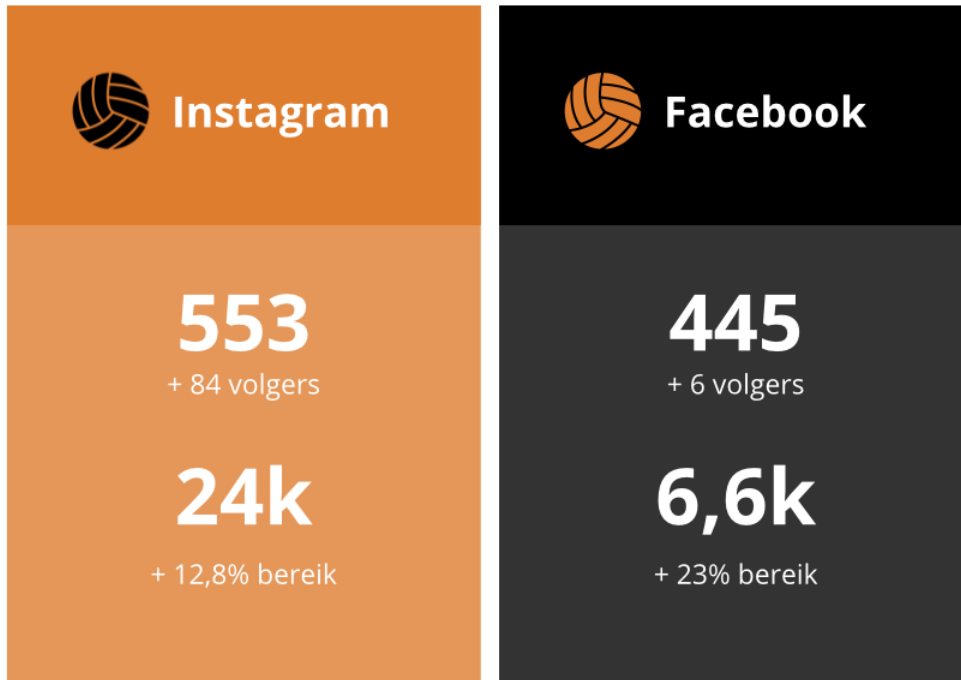 Instagram
553
+ 84 volgers
24k
+ 12,8% bereik
Facebook
445
+ 6 volgers
6,6k
+ 23% bereik